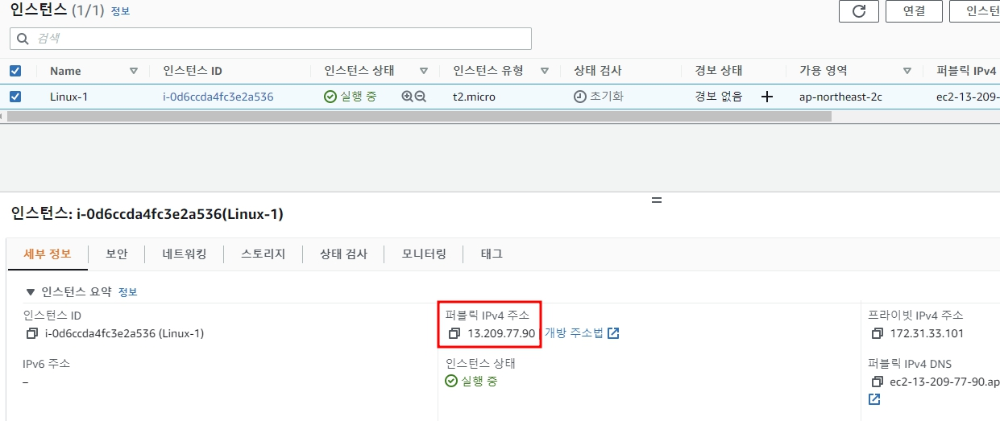 인스턴스 (1/1) 정보
연결
인스턴
검색
Name 인스턴스 ID 인스턴스 상태 인스턴스 유형 상태 검사 경보 상태 가용 영역 퍼블릭 IPv4
Linux-1 i-0d6ccda4fc3e2a536 실행 중 t2.micro 초기화 경보 없음 + ap-northeast-2c ec2-13-209-
인스턴스: i-0d6ccda4fc3e2a536(Linux-1)
세부 정보 보안 네트워킹 스토리지 상태 검사 모니터링 태그
인스턴스 요약 정보
인스턴스 ID
i-0d6ccda4fc3e2a536 (Linux-1)
퍼블릭 IPv4 주소
13.209.77.90 | 개방 주소법
프라이빗 IPv4 주소
172.31.33.101
IPv6 주소
–
인스턴스 상태
실행 중
퍼블릭 IPv4 DNS
ec2-13-209-77-90.ap